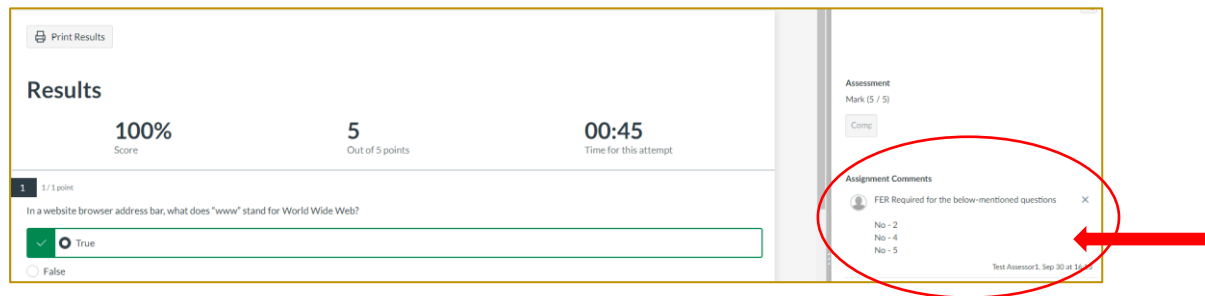 Print Results
Results
100%
Score
5
Out of 5 points
00:45
Time for this attempt
1
1 / 1 point
In a website browser address bar, what does "www" stand for World Wide Web?
True
False
Assessment
Mark (5 / 5)
Comp
Assignment Comments
FER Required for the below-mentioned questions
No - 2
No - 4
No - 5
Test Assessor1, Sep 30 at